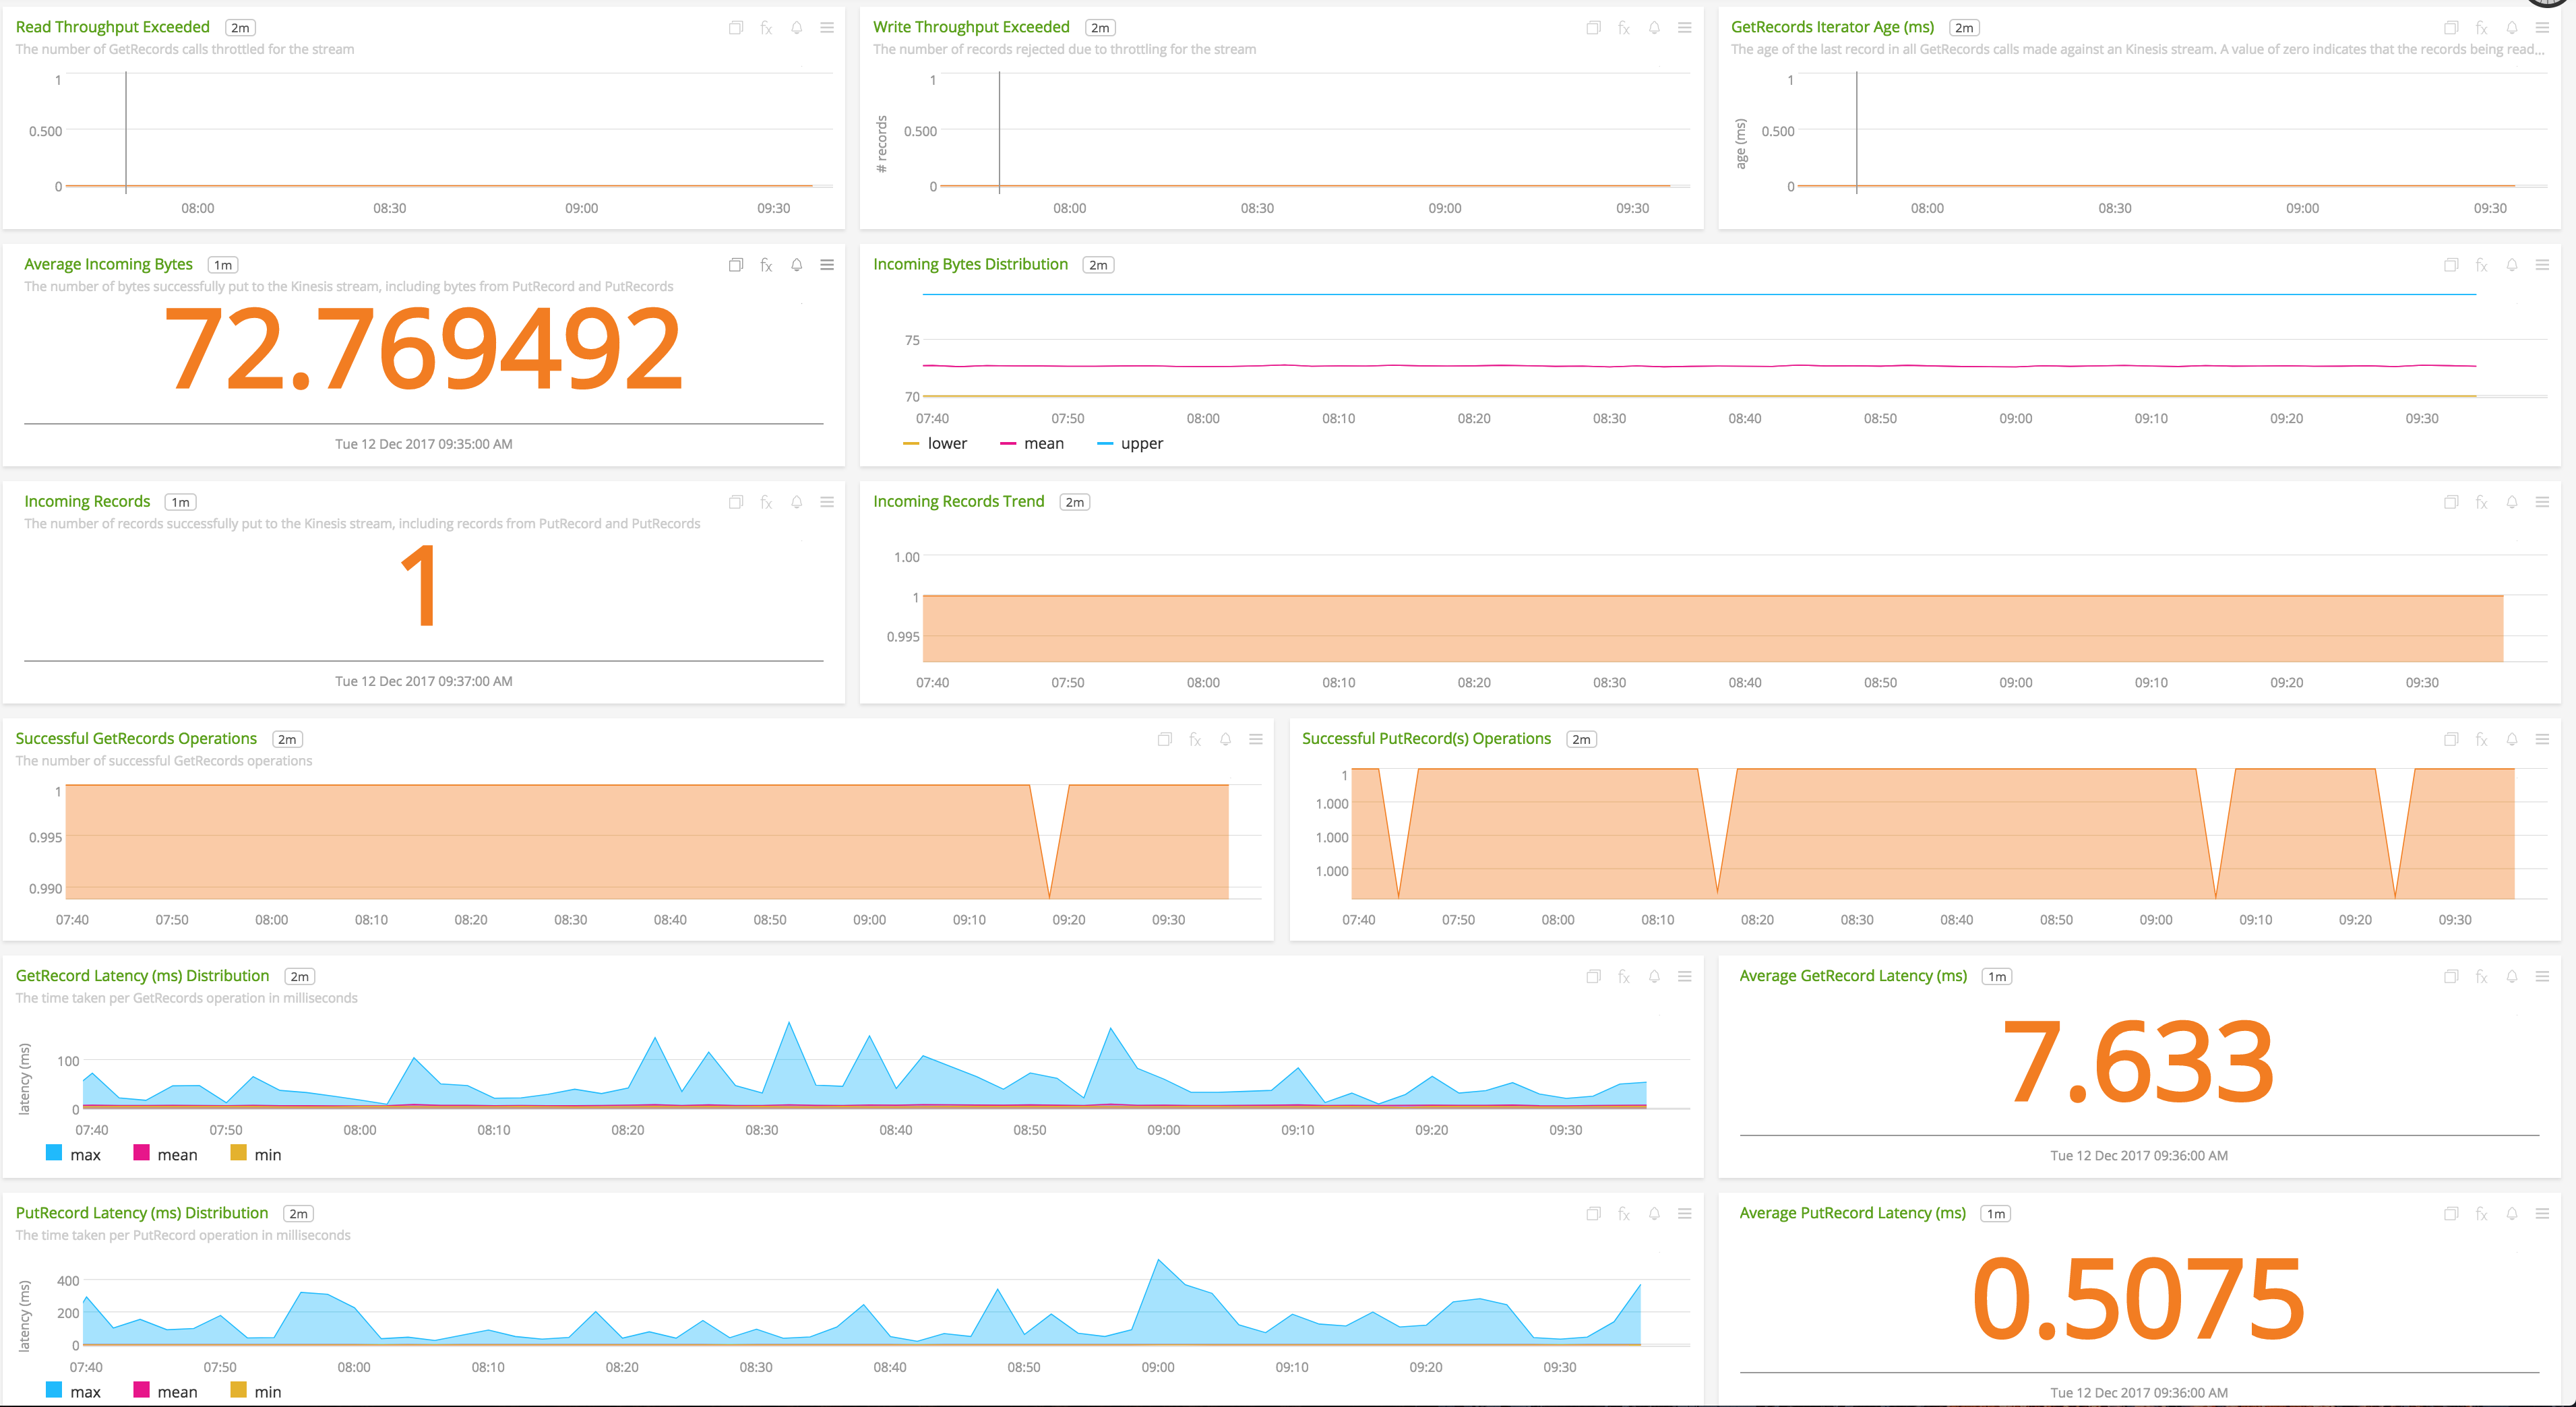 Read Throughput Exceeded 2m fx
The number of GetRecords calls throttled for the stream
1
0.500
0
08:00 08:30 09:00 09:30
Write Throughput Exceeded 2m fx
The number of records rejected due to throttling for the stream
# records
1
0.500
0
08:00 08:30 09:00 09:30
GetRecords Iterator Age (ms) 2m fx
The age of the last record in all GetRecords calls made against an Kinesis stream. A value of zero indicates that the records being read...
age (ms)
1
0.500
0
08:00 08:30 09:00 09:30
Average Incoming Bytes 1m fx
The number of bytes successfully put to the Kinesis stream, including bytes from PutRecord and PutRecords
72.769492
Tue 12 Dec 2017 09:35:00 AM
Incoming Bytes Distribution 2m fx
75
70
07:40 07:50 08:00 08:10 08:20 08:30 08:40 08:50 09:00 09:10 09:20 09:30
lower mean upper
Incoming Records 1m fx
The number of records successfully put to the Kinesis stream, including records from PutRecord and PutRecords
1
Tue 12 Dec 2017 09:37:00 AM
Incoming Records Trend 2m fx
1.00
1
0.995
07:40 07:50 08:00 08:10 08:20 08:30 08:40 08:50 09:00 09:10 09:20 09:30
Successful GetRecords Operations 2m fx
The number of successful GetRecords operations
1
0.995
0.990
07:40 07:50 08:00 08:10 08:20 08:30 08:40 08:50 09:00 09:10 09:20 09:30
Successful PutRecord(s) Operations 2m fx
1
1.000
1.000
1.000
07:40 07:50 08:00 08:10 08:20 08:30 08:40 08:50 09:00 09:10 09:20 09:30
GetRecord Latency (ms) Distribution 2m fx
The time taken per GetRecords operation in milliseconds
latency (ms)
100
0
07:40 07:50 08:00 08:10 08:20 08:30 08:40 08:50 09:00 09:10 09:20 09:30
max mean min
Average GetRecord Latency (ms) 1m fx
7.633
Tue 12 Dec 2017 09:36:00 AM
PutRecord Latency (ms) Distribution 2m fx
The time taken per PutRecord operation in milliseconds
latency (ms)
400
200
0
07:40 07:50 08:00 08:10 08:20 08:30 08:40 08:50 09:00 09:10 09:20 09:30
max mean min
Average PutRecord Latency (ms) 1m fx
0.5075
Tue 12 Dec 2017 09:36:00 AM